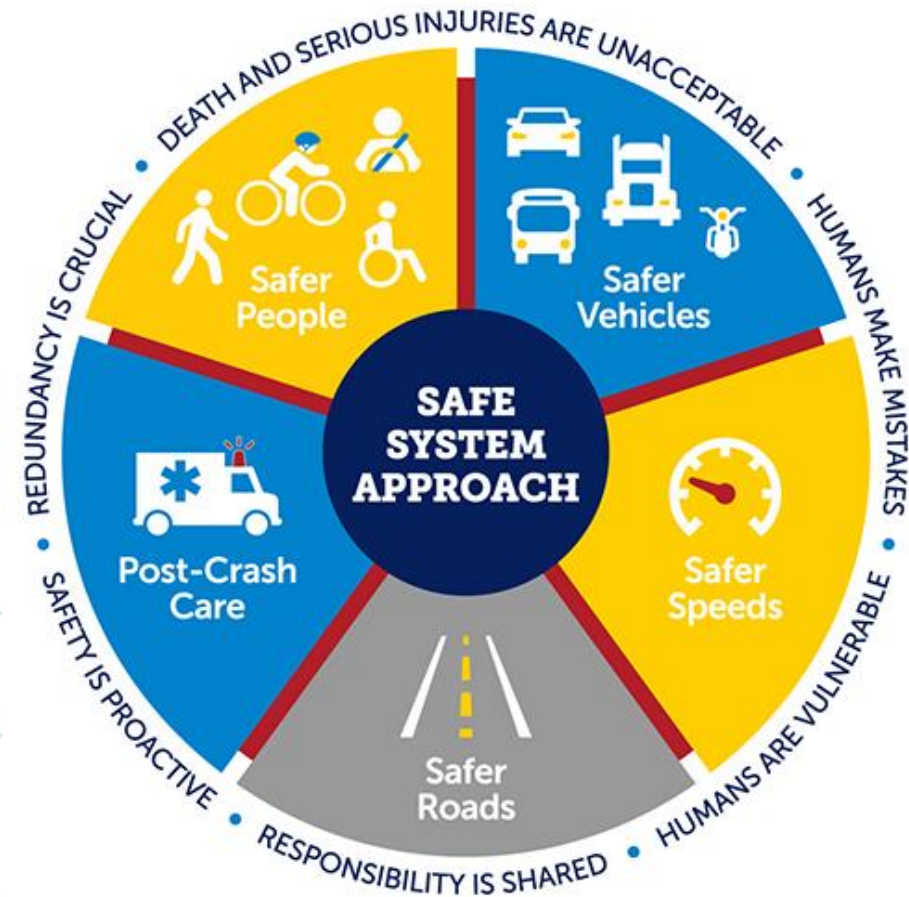 DEATH AND SERIOUS INJURIES ARE UNACCEPTABLE
HUMANS MAKE MISTAKES
HUMANS ARE VULNERABLE
RESPONSIBILITY IS SHARED
SAFETY IS PROACTIVE
REDUNDANCY IS CRUCIAL
Safer
People
Safer
Vehicles
SAFE
SYSTEM
APPROACH
Safer
Speeds
Post-Crash
Care
Safer
Roads